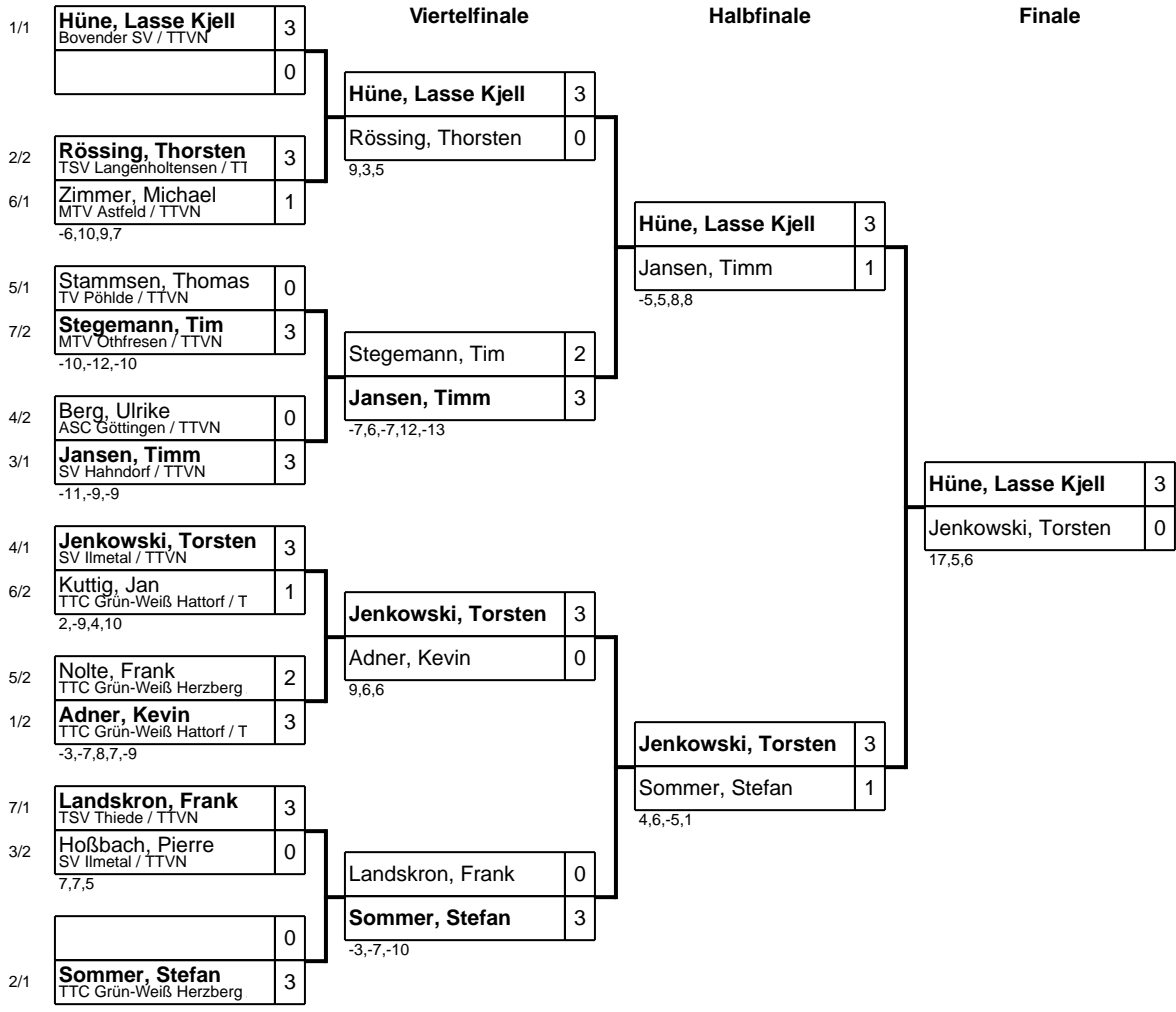 Viertelfinale
Halbfinale
Finale
1/1
Hüne, Lasse Kjell 3
Bovender SV / TTVN
0
2/2
Rössing, Thorsten 3
TSV Langenholtensen / TT
6/1
Zimmer, Michael 1
MTV Astfeld / TTVN
-6,10,9,7
5/1
Stammsen, Thomas 0
TV Pöhlde / TTVN
7/2
Stegemann, Tim 3
MTV Othfresen / TTVN
-10,-12,-10
4/2
Berg, Ulrike 0
ASC Göttingen / TTVN
3/1
Jansen, Timm 3
SV Hahndorf / TTVN
-11,-9,-9
4/1
Jenkowski, Torsten 3
SV Ilmetal / TTVN
6/2
Kuttig, Jan 1
TTC Grün-Weiß Hattorf / T
2,-9,4,10
5/2
Nolte, Frank 2
TTC Grün-Weiß Herzberg
1/2
Adner, Kevin 3
TTC Grün-Weiß Hattorf / T
-3,-7,8,7,-9
7/1
Landskron, Frank 3
TSV Thiede / TTVN
3/2
Hoßbach, Pierre 0
SV Ilmetal / TTVN
7,7,5
0
2/1
Sommer, Stefan 3
TTC Grün-Weiß Herzberg
Hüne, Lasse Kjell 3
Rössing, Thorsten 0
9,3,5
Stegemann, Tim 2
Jansen, Timm 3
-7,6,-7,12,-13
Jenkowski, Torsten 3
Adner, Kevin 0
9,6,6
Landskron, Frank 0
Sommer, Stefan 3
-3,-7,-10
Hüne, Lasse Kjell 3
Jansen, Timm 1
-5,5,8,8
Jenkowski, Torsten 3
Sommer, Stefan 1
4,6,-5,1
Hüne, Lasse Kjell 3
Jenkowski, Torsten 0
17,5,6